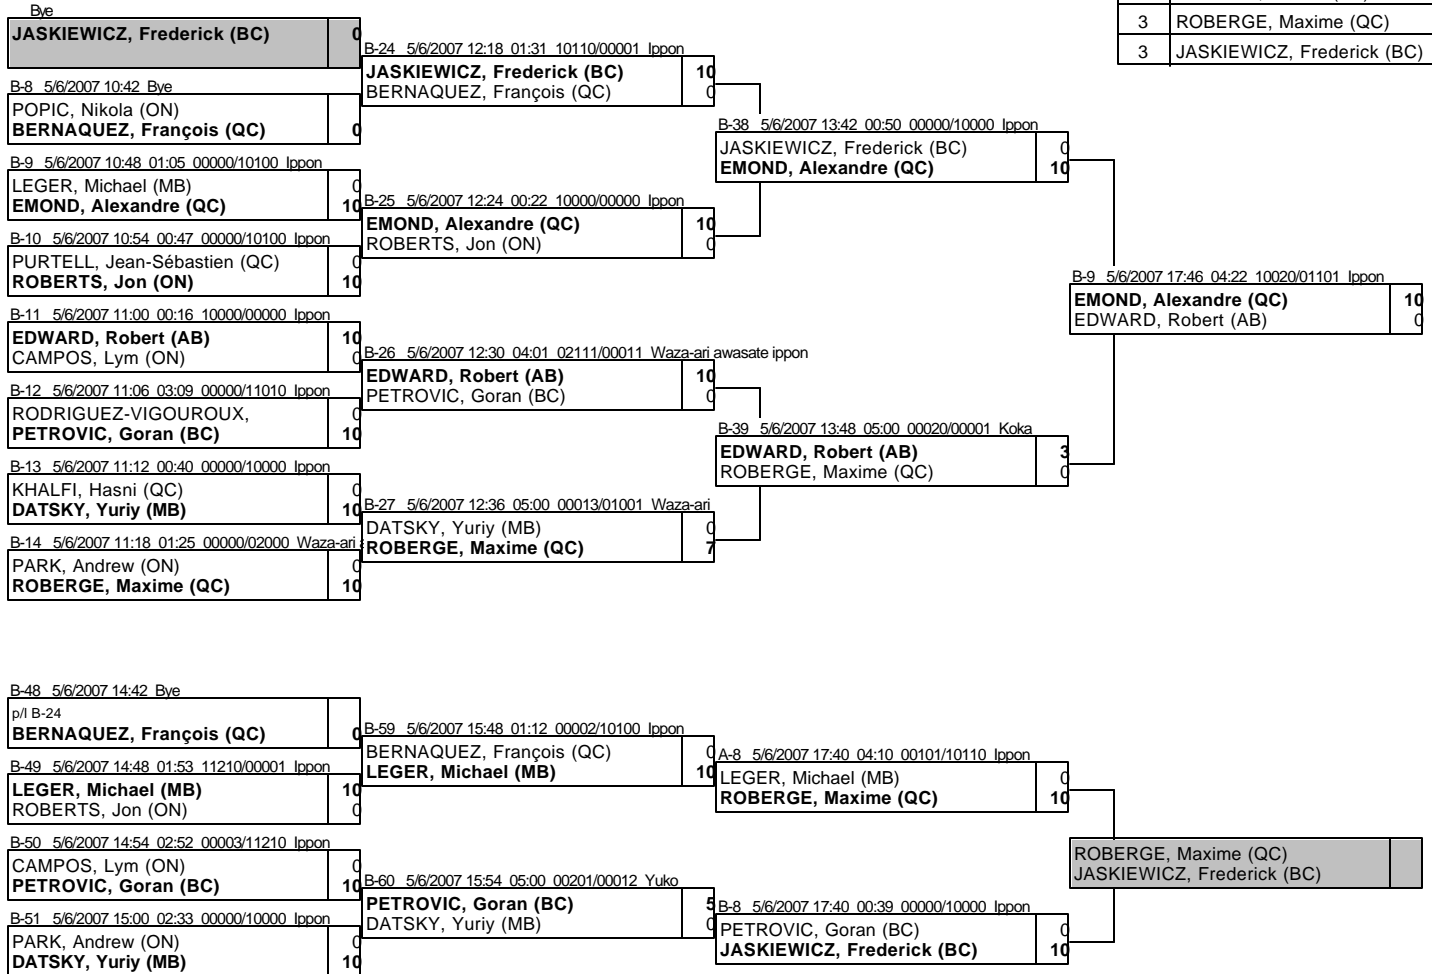 Bye
JASKIEWICZ, Frederick (BC) 0
B-8 5/6/2007 10:42 Bye
POPIC, Nikola (ON)
BERNAQUEZ, François (QC) 0
B-9 5/6/2007 10:48 01:05 00000/10100 Ippon
LEGER, Michael (MB) 0
EMOND, Alexandre (QC) 10
B-10 5/6/2007 10:54 00:47 00000/10100 Ippon
PURTELL, Jean-Sébastien (QC) 0
ROBERTS, Jon (ON) 10
B-11 5/6/2007 11:00 00:16 10000/00000 Ippon
EDWARD, Robert (AB) 10
CAMPOS, Lym (ON) 0
B-12 5/6/2007 11:06 03:09 00000/11010 Ippon
RODRIGUEZ-VIGOUROUX, 0
PETROVIC, Goran (BC) 10
B-13 5/6/2007 11:12 00:40 00000/10000 Ippon
KHALFI, Hasni (QC) 0
DATSKY, Yuriy (MB) 10
B-14 5/6/2007 11:18 01:25 00000/02000 Waza-ari
PARK, Andrew (ON) 0
ROBERGE, Maxime (QC) 10
B-24 5/6/2007 12:18 01:31 10110/00001 Ippon
JASKIEWICZ, Frederick (BC) 10
BERNAQUEZ, François (QC) 0
B-25 5/6/2007 12:24 00:22 10000/00000 Ippon
EMOND, Alexandre (QC) 10
ROBERTS, Jon (ON) 0
B-26 5/6/2007 12:30 04:01 02111/00011 Waza-ari awasate ippon
EDWARD, Robert (AB) 10
PETROVIC, Goran (BC) 0
B-27 5/6/2007 12:36 05:00 00013/01001 Waza-ari
DATSKY, Yuriy (MB) 0
ROBERGE, Maxime (QC) 7
B-38 5/6/2007 13:42 00:50 00000/10000 Ippon
JASKIEWICZ, Frederick (BC) 0
EMOND, Alexandre (QC) 10
B-39 5/6/2007 13:48 05:00 00020/00001 Koka
EDWARD, Robert (AB) 3
ROBERGE, Maxime (QC) 0
3 ROBERGE, Maxime (QC)
3 JASKIEWICZ, Frederick (BC)
B-9 5/6/2007 17:46 04:22 10020/01101 Ippon
EMOND, Alexandre (QC) 10
EDWARD, Robert (AB) 0
B-48 5/6/2007 14:42 Bye
p/l B-24
BERNAQUEZ, François (QC) 0
B-49 5/6/2007 14:48 01:53 11210/00001 Ippon
LEGER, Michael (MB) 10
ROBERTS, Jon (ON) 0
B-50 5/6/2007 14:54 02:52 00003/11210 Ippon
CAMPOS, Lym (ON) 0
PETROVIC, Goran (BC) 10
B-51 5/6/2007 15:00 02:33 00000/10000 Ippon
PARK, Andrew (ON) 0
DATSKY, Yuriy (MB) 10
B-59 5/6/2007 15:48 01:12 00002/10100 Ippon
BERNAQUEZ, François (QC) 0
LEGER, Michael (MB) 10
B-60 5/6/2007 15:54 05:00 00201/00012 Yuko
PETROVIC, Goran (BC) 5
DATSKY, Yuriy (MB) 0
A-8 5/6/2007 17:40 04:10 00101/10110 Ippon
LEGER, Michael (MB) 0
ROBERGE, Maxime (QC) 10
B-8 5/6/2007 17:40 00:39 00000/10000 Ippon
PETROVIC, Goran (BC) 0
JASKIEWICZ, Frederick (BC) 10
ROBERGE, Maxime (QC)
JASKIEWICZ, Frederick (BC)